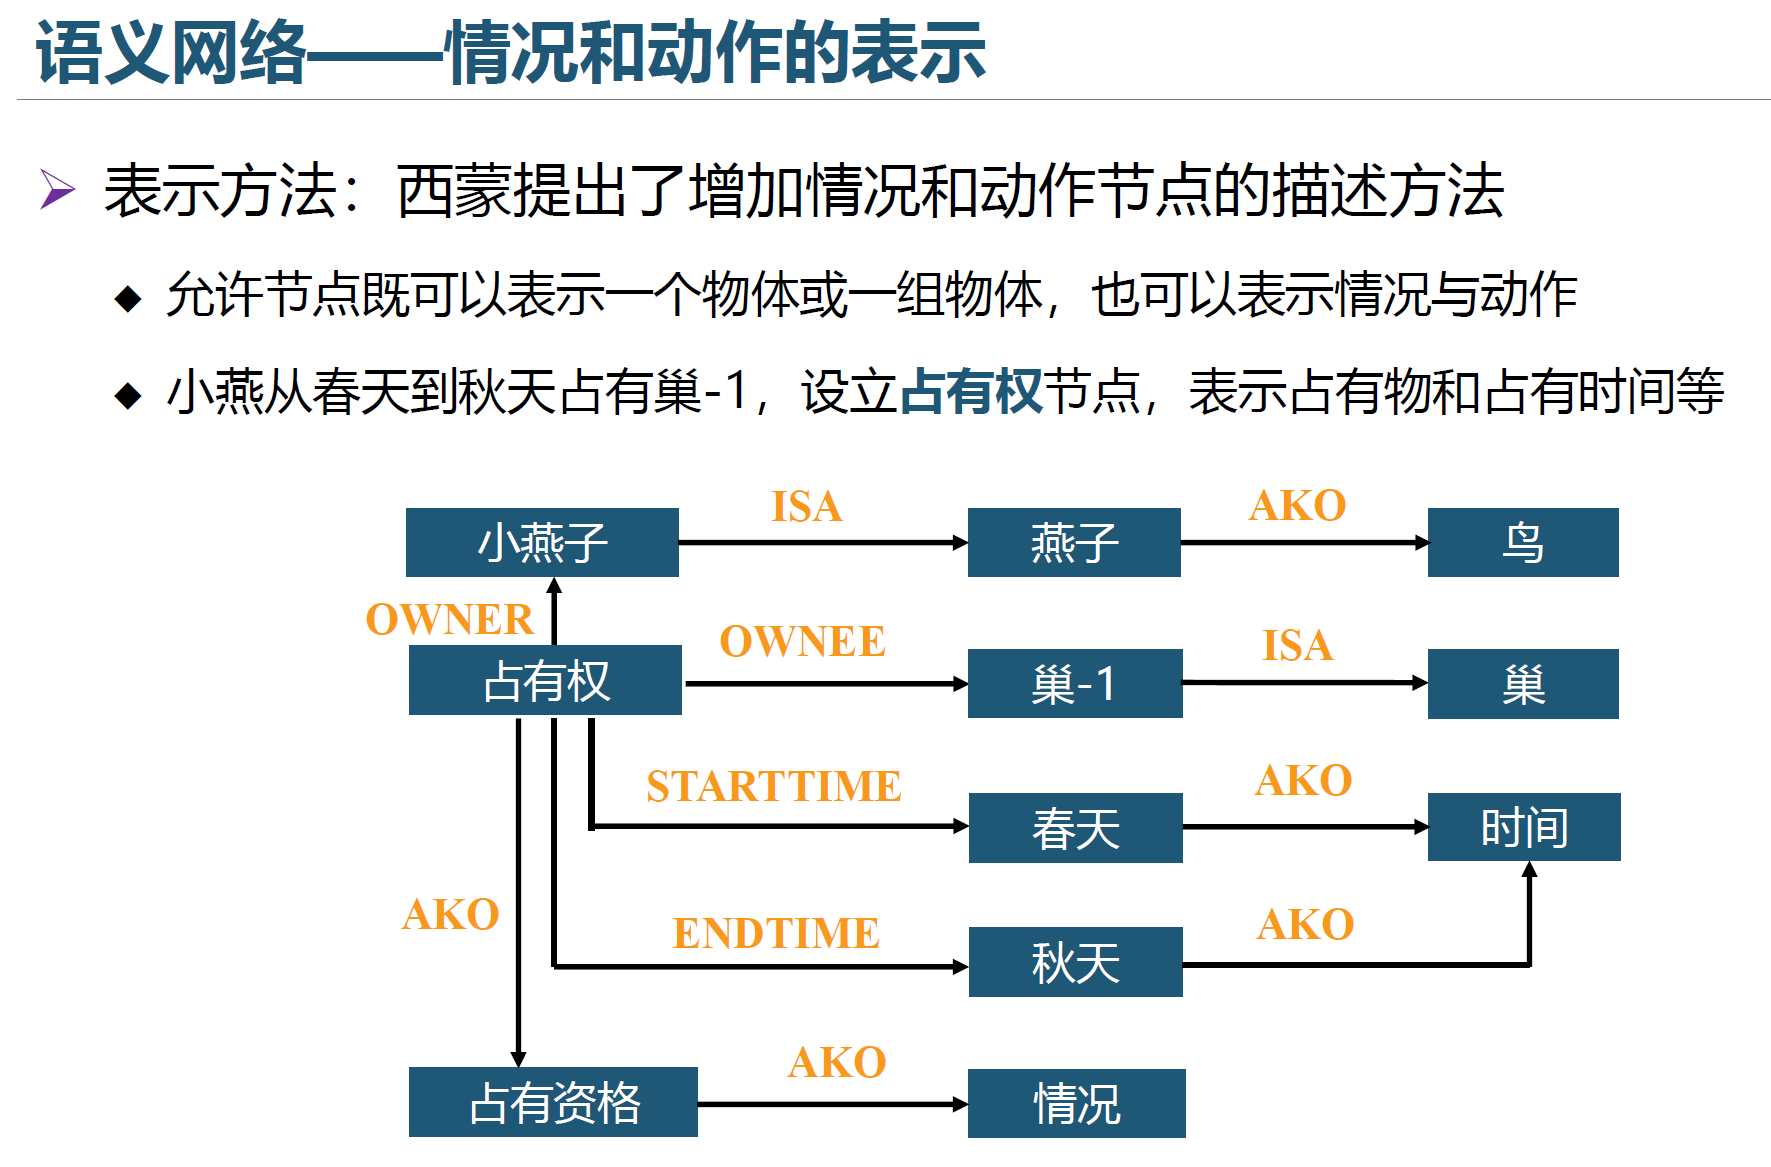 语义网络——情况和动作的表示
表示方法：西蒙提出了增加情况和动作节点的描述方法
允许节点既可以表示一个物体或一组物体，也可以表示情况与动作
小燕从春天到秋天占有巢-1，设立占有权节点，表示占有物和占有时间等
ISA
AKO
小燕子
燕子
鸟
OWNER
OWNEE
ISA
占有权
巢-1
巢
STARTTIME
AKO
春天
时间
AKO
ENDTIME
AKO
秋天
AKO
占有资格
情况